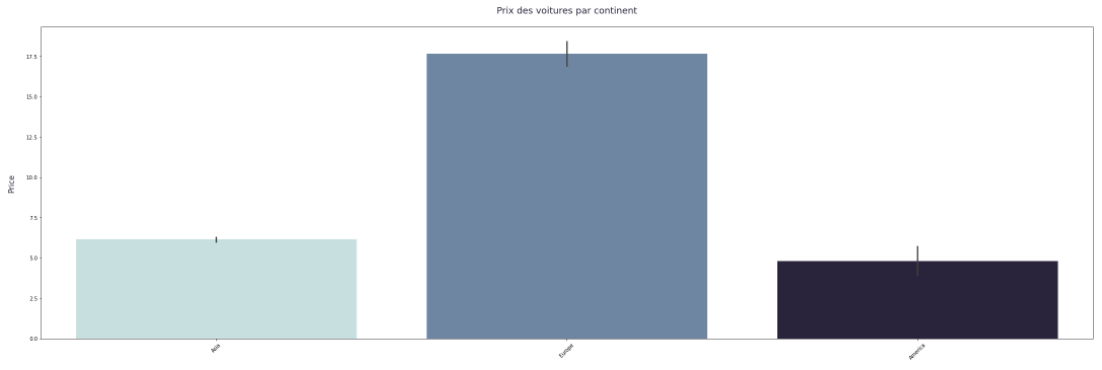 Prix des voitures par continent
17.5
15.0
12.5
10.0
7.5
5.0
2.5
0.0
Price
Asia
Europe
America